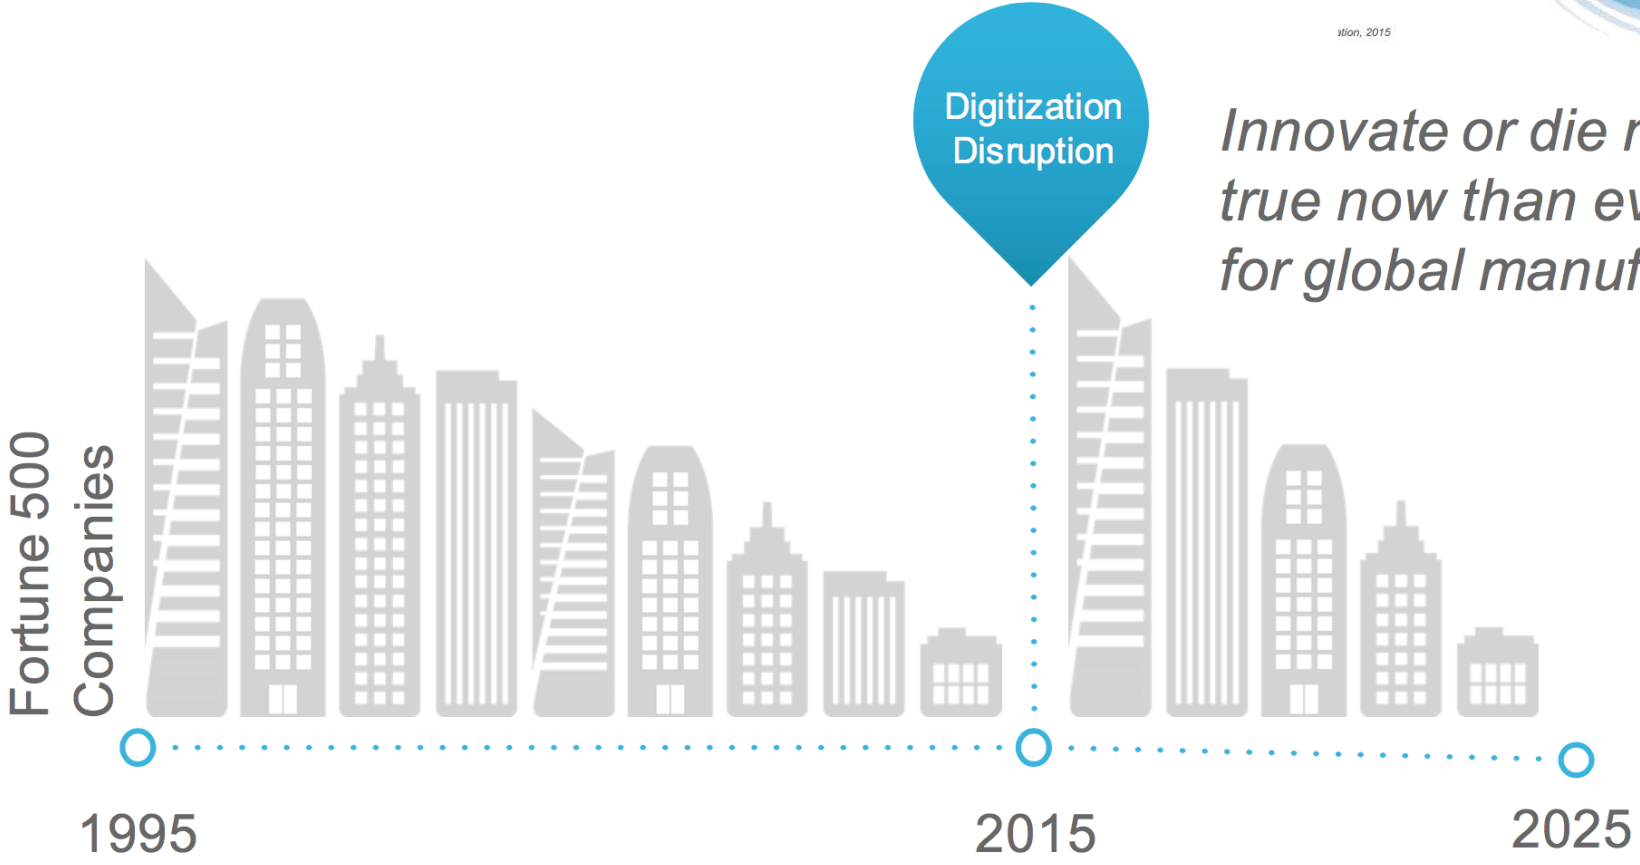 ation, 2015
Digitization
Disruption
Innovate or die
true now than
for global
Fortune 500
Companies
1995
2015
2025